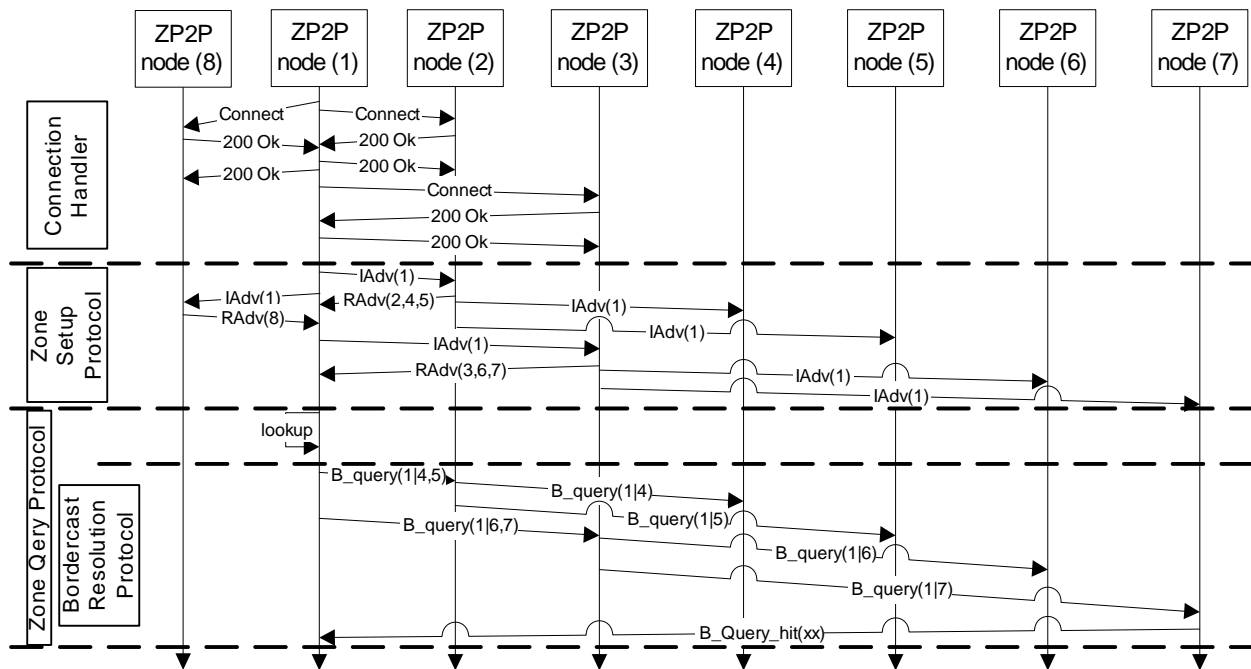 ZP2P
node (8)
ZP2P
node (1)
ZP2P
node (2)
ZP2P
node (3)
ZP2P
node (4)
ZP2P
node (5)
ZP2P
node (6)
ZP2P
node (7)
Connection
Handler
Connect
Connect
200 Ok
200 Ok
200 Ok
200 Ok
Connect
200 Ok
200 Ok
Zone
Setup
Protocol
IAdv(1)
IAdv(1)
RAdv(2,4,5)
IAdv(1)
RAdv(8)
IAdv(1)
IAdv(1)
RAdv(3,6,7)
IAdv(1)
IAdv(1)
Zone Qery Protocol
lookup
Bordercast
Resolution
Protocol
B_query(1|4,5)
B_query(1|4)
B_query(1|5)
B_query(1|6,7)
B_query(1|6)
B_query(1|7)
B_Query_hit(xx)